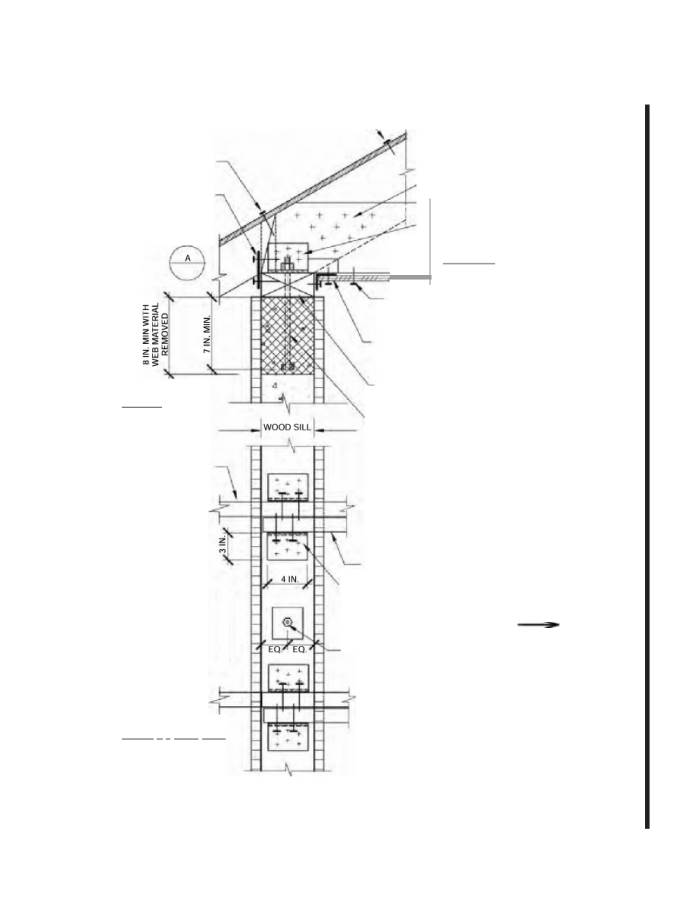 A
8 IN. MIN WITH
WEB MATERIAL
REMOVED
7 IN. MIN.
WOOD SILL
3 IN.
4 IN.
EQ. EQ.